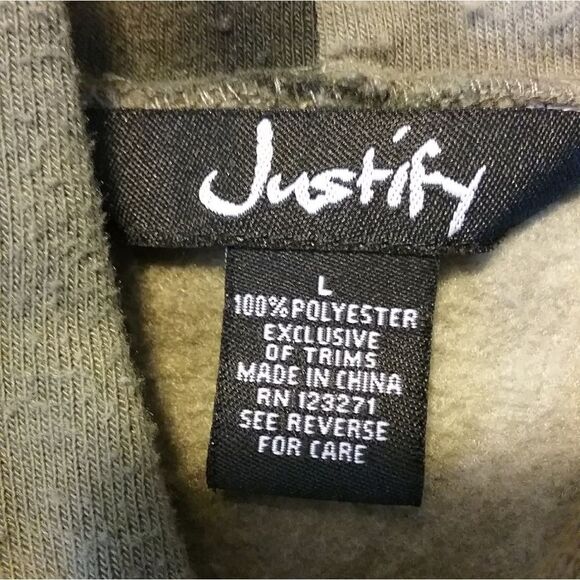 Justify
L
100% POLYESTER
EXCLUSIVE
OF TRIMS
MADE IN CHINA
RN 123271
SEE REVERSE
FOR CARE